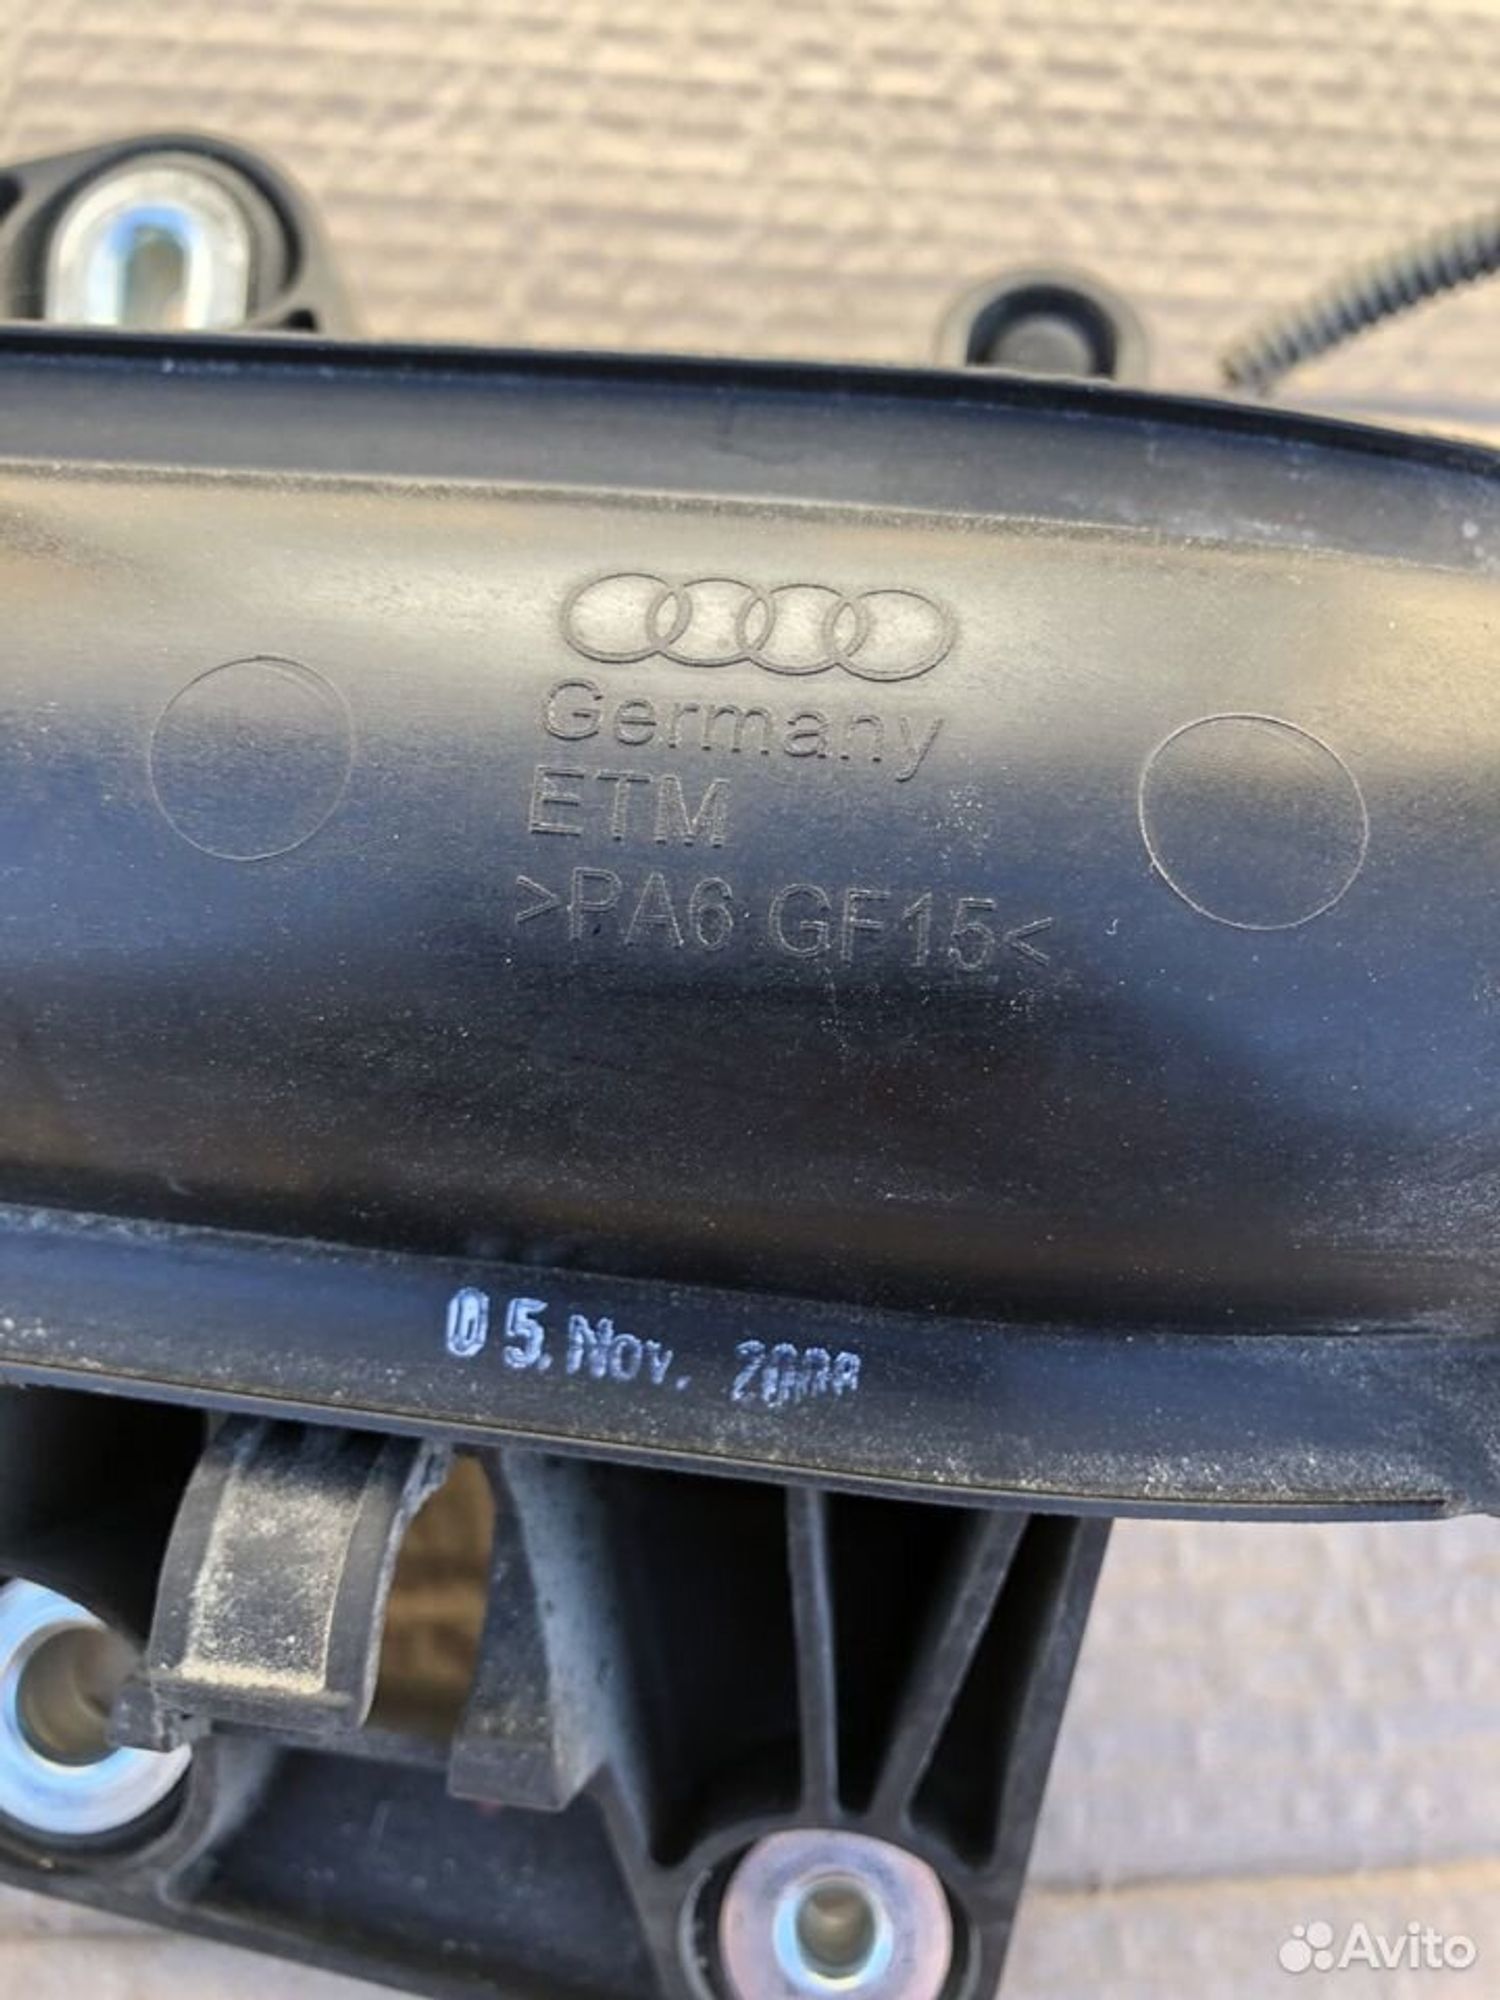 Germany
ETM
>PA6 GF15<
05.Nov.
Avito